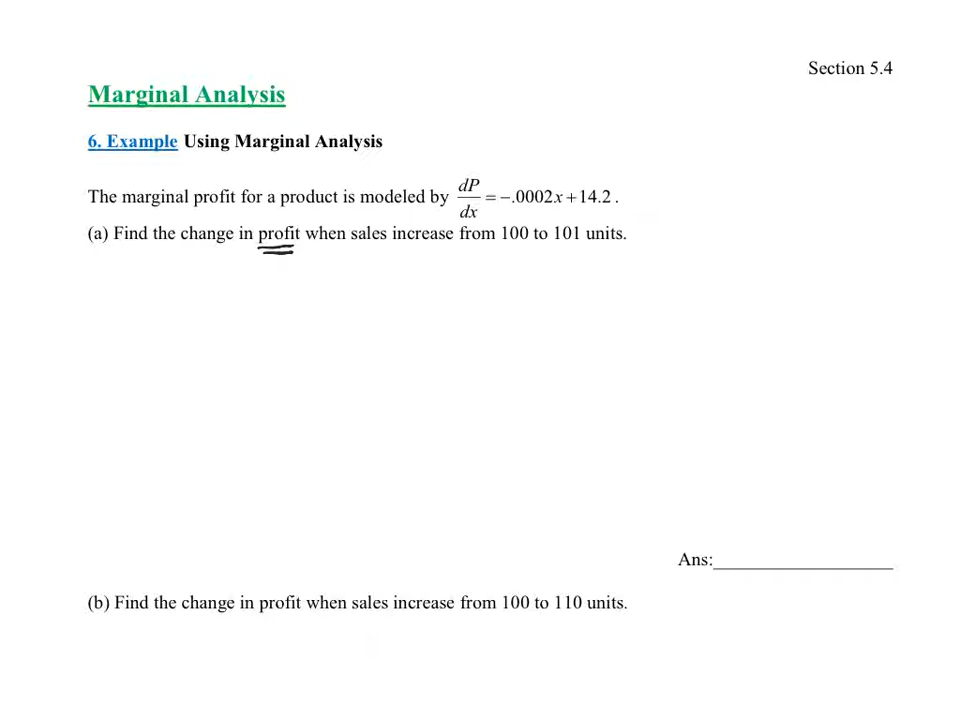 Section 5.4
Marginal Analysis
6. Example Using Marginal Analysis
The marginal profit for a product is modeled by dP/dx = −.0002x + 14.2.
(a) Find the change in profit when sales increase from 100 to 101 units.
Ans:____________________
(b) Find the change in profit when sales increase from 100 to 110 units.